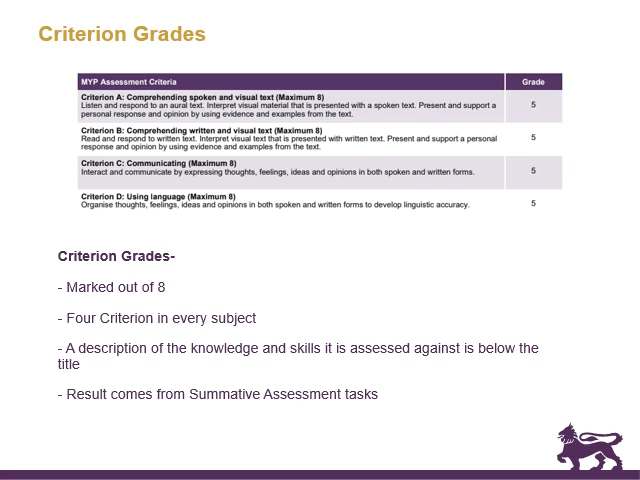 Criterion Grades
MYP Assessment Criteria Grade
Criterion A: Comprehending spoken and visual text (Maximum 8)
Listen and respond to an aural text. Interpret visual material that is presented with a spoken text. Present and support a
personal response and opinion by using evidence and examples from the text.
5
Criterion B: Comprehending written and visual text (Maximum 8)
Read and respond to written text. Interpret visual text that is presented with written text. Present and support a personal
response and opinion by using evidence and examples from the text.
5
Criterion C: Communicating (Maximum 8)
Interact and communicate by expressing thoughts, feelings, ideas and opinions in both spoken and written forms.
5
Criterion D: Using language (Maximum 8)
Organise thoughts, feelings, ideas and opinions in both spoken and written forms to develop linguistic accuracy.
5
Criterion Grades-
- Marked out of 8
- Four Criterion in every subject
- A description of the knowledge and skills it is assessed against is below the
title
- Result comes from Summative Assessment tasks